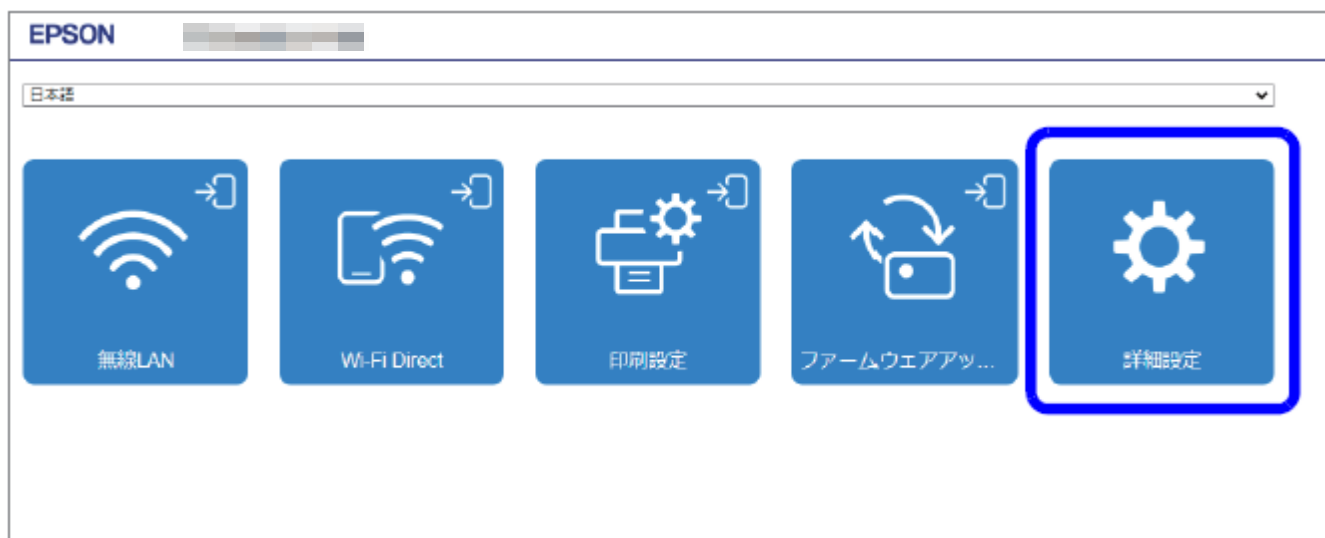 EPSON
日本語
無線LAN
Wi-Fi Direct
印刷設定
ファームウェアアッ...
詳細設定